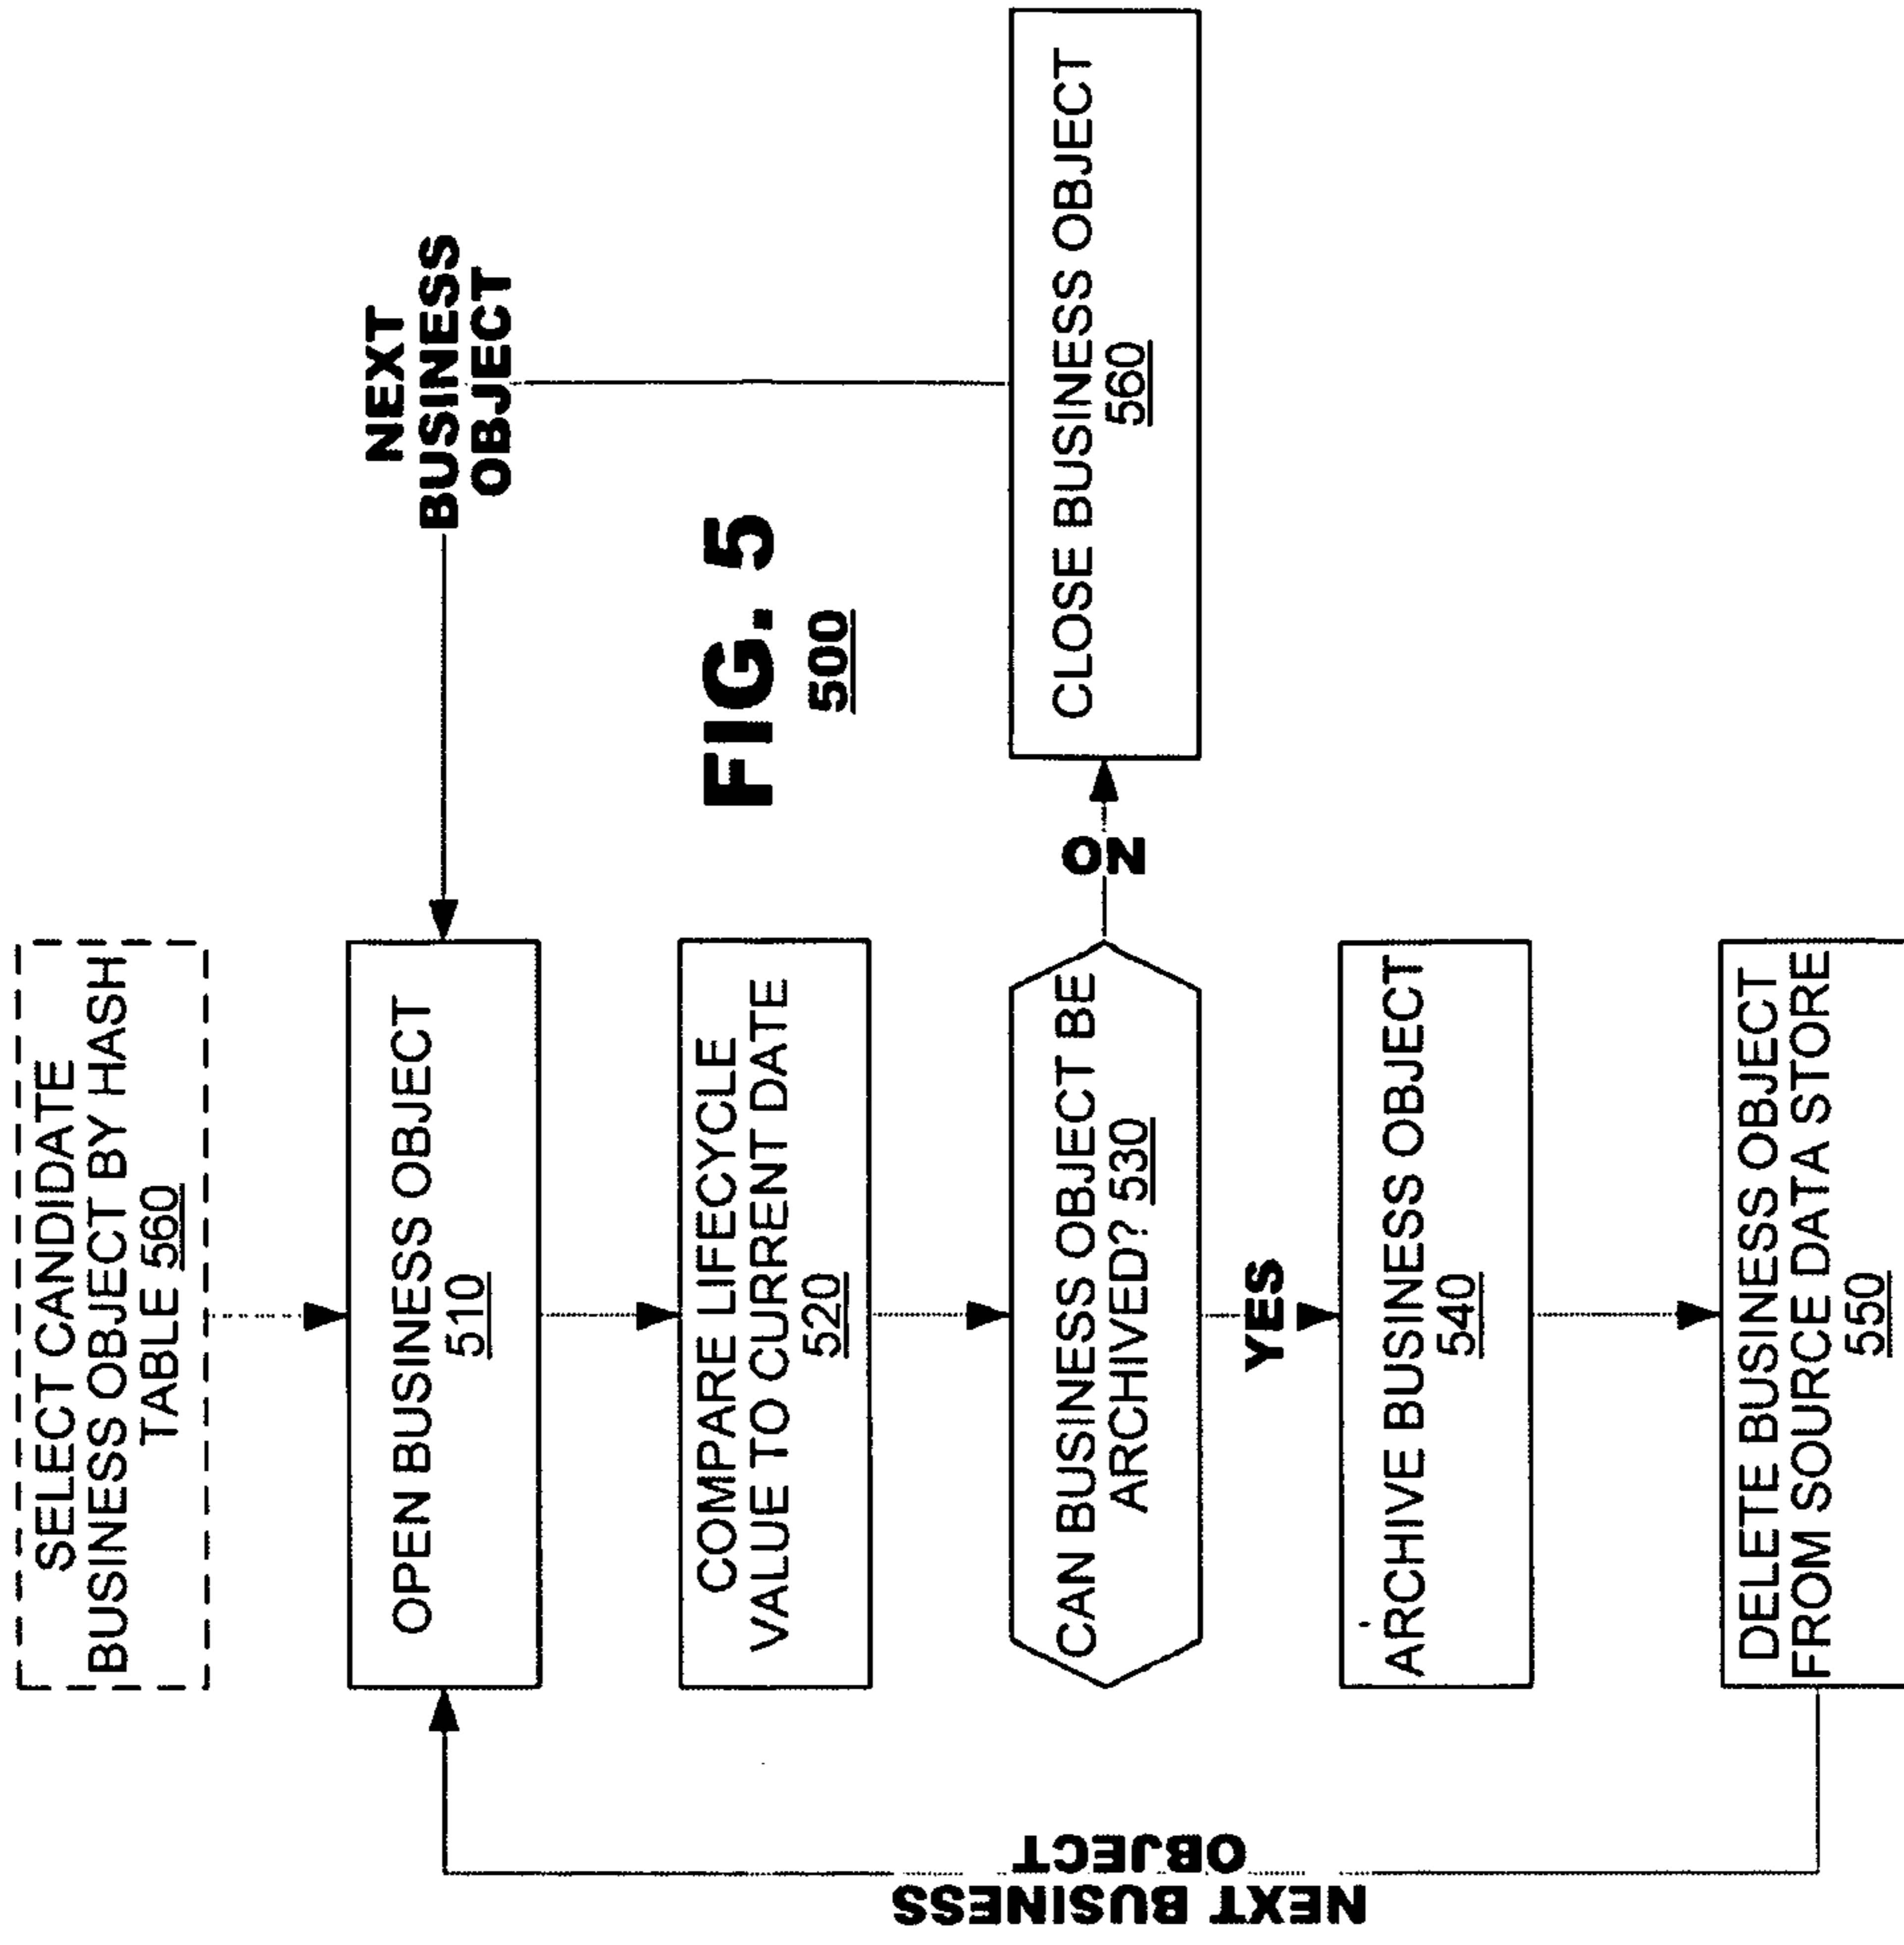 SELECT CANDIDATE
BUSINESS OBJECT BY HASH
TABLE 560
OPEN BUSINESS OBJECT
510
COMPARE LIFECYCLE
VALUE TO CURRENT DATE
520
CAN BUSINESS OBJECT BE
ARCHIVED? 530
YES
NO
ARCHIVE BUSINESS OBJECT
540
DELETE BUSINESS OBJECT
FROM SOURCE DATA STORE
550
NEXT BUSINESS
OBJECT
CLOSE BUSINESS OBJECT
560
NEXT
BUSINESS
OBJECT
FIG. 5
500